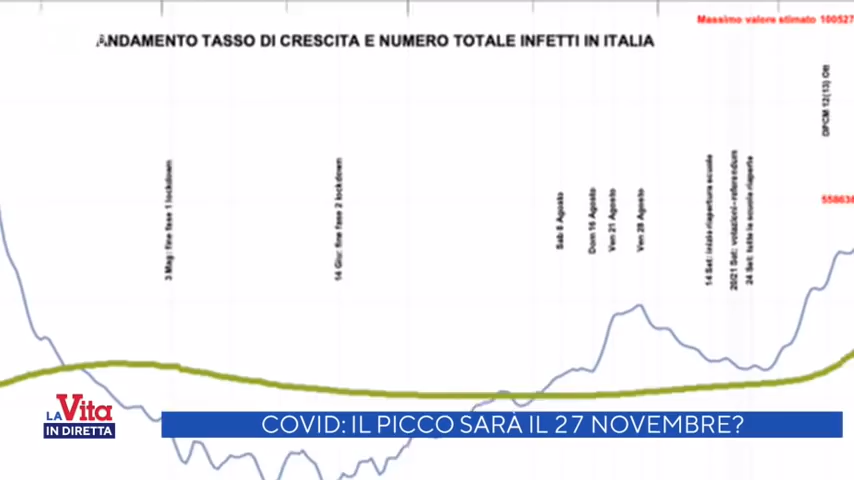 Massimo valore stimato 100527
ANDAMENTO TASSO DI CRESCITA E NUMERO TOTALE INFETTI IN ITALIA
DPCM 12(13) Ott
3 Mag: fine fase 1 lockdown
14 Giu: fine fase 2 lockdown
Sab 8 Agosto
Dom 16 Agosto
Ven 21 Agosto
Ven 28 Agosto
14 Set: inizio riapertura scuole
20/21 Set: votazioni-referendum
24 Set: tutte le scuole riaperte
558638
LA Vita
IN DIRETTA
COVID: IL PICCO SARÀ IL 27 NOVEMBRE?